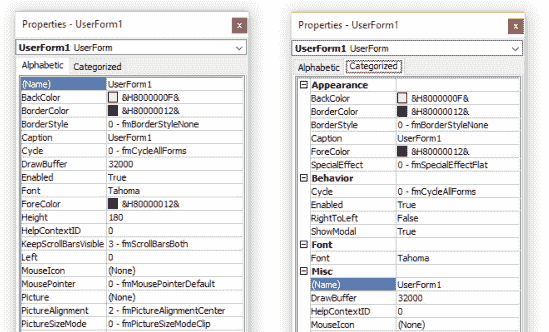 Properties - UserForm1 x
UserForm1 UserForm
Alphabetic Categorized
(Name) UserForm1
BackColor &H8000000F&
BorderColor &H80000012&
BorderStyle 0 - fmBorderStyleNone
Caption UserForm1
Cycle 0 - fmCycleAllForms
DrawBuffer 32000
Enabled True
Font Tahoma
ForeColor &H80000012&
Height 180
HelpContextID 0
KeepScrollBarsVisible 3 - fmScrollBarsBoth
Left 0
MouseIcon (None)
MousePointer 0 - fmMousePointerDefault
Picture (None)
PictureAlignment 2 - fmPictureAlignmentCenter
PictureSizeMode 0 - fmPictureSizeModeClip
Properties - UserForm1 x
UserForm1 UserForm
Alphabetic Categorized
Appearance
BackColor &H8000000F&
BorderColor &H80000012&
BorderStyle 0 - fmBorderStyleNone
Caption UserForm1
ForeColor &H80000012&
SpecialEffect 0 - fmSpecialEffectFlat
Behavior
Cycle 0 - fmCycleAllForms
Enabled True
RightToLeft False
ShowModal True
Font
Font Tahoma
Misc
(Name) UserForm1
DrawBuffer 32000
HelpContextID 0
MouseIcon (None)